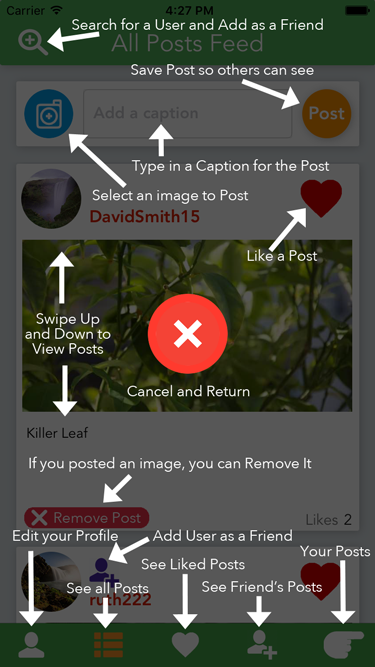 Carrier 4:27 PM
Search for a User and Add as a Friend
All Posts Feed
Save Post so others can see
Add a caption
Post
Type in a Caption for the Post
Select an image to Post
DavidSmith15
Like a Post
Swipe Up
and Down to
View Posts
Cancel and Return
Killer Leaf
If you posted an image, you can Remove It
Remove Post
Likes 2
Edit your Profile
Add User as a Friend
Your Posts
See Liked Posts
See all Posts
See Friend's Posts
ruth222